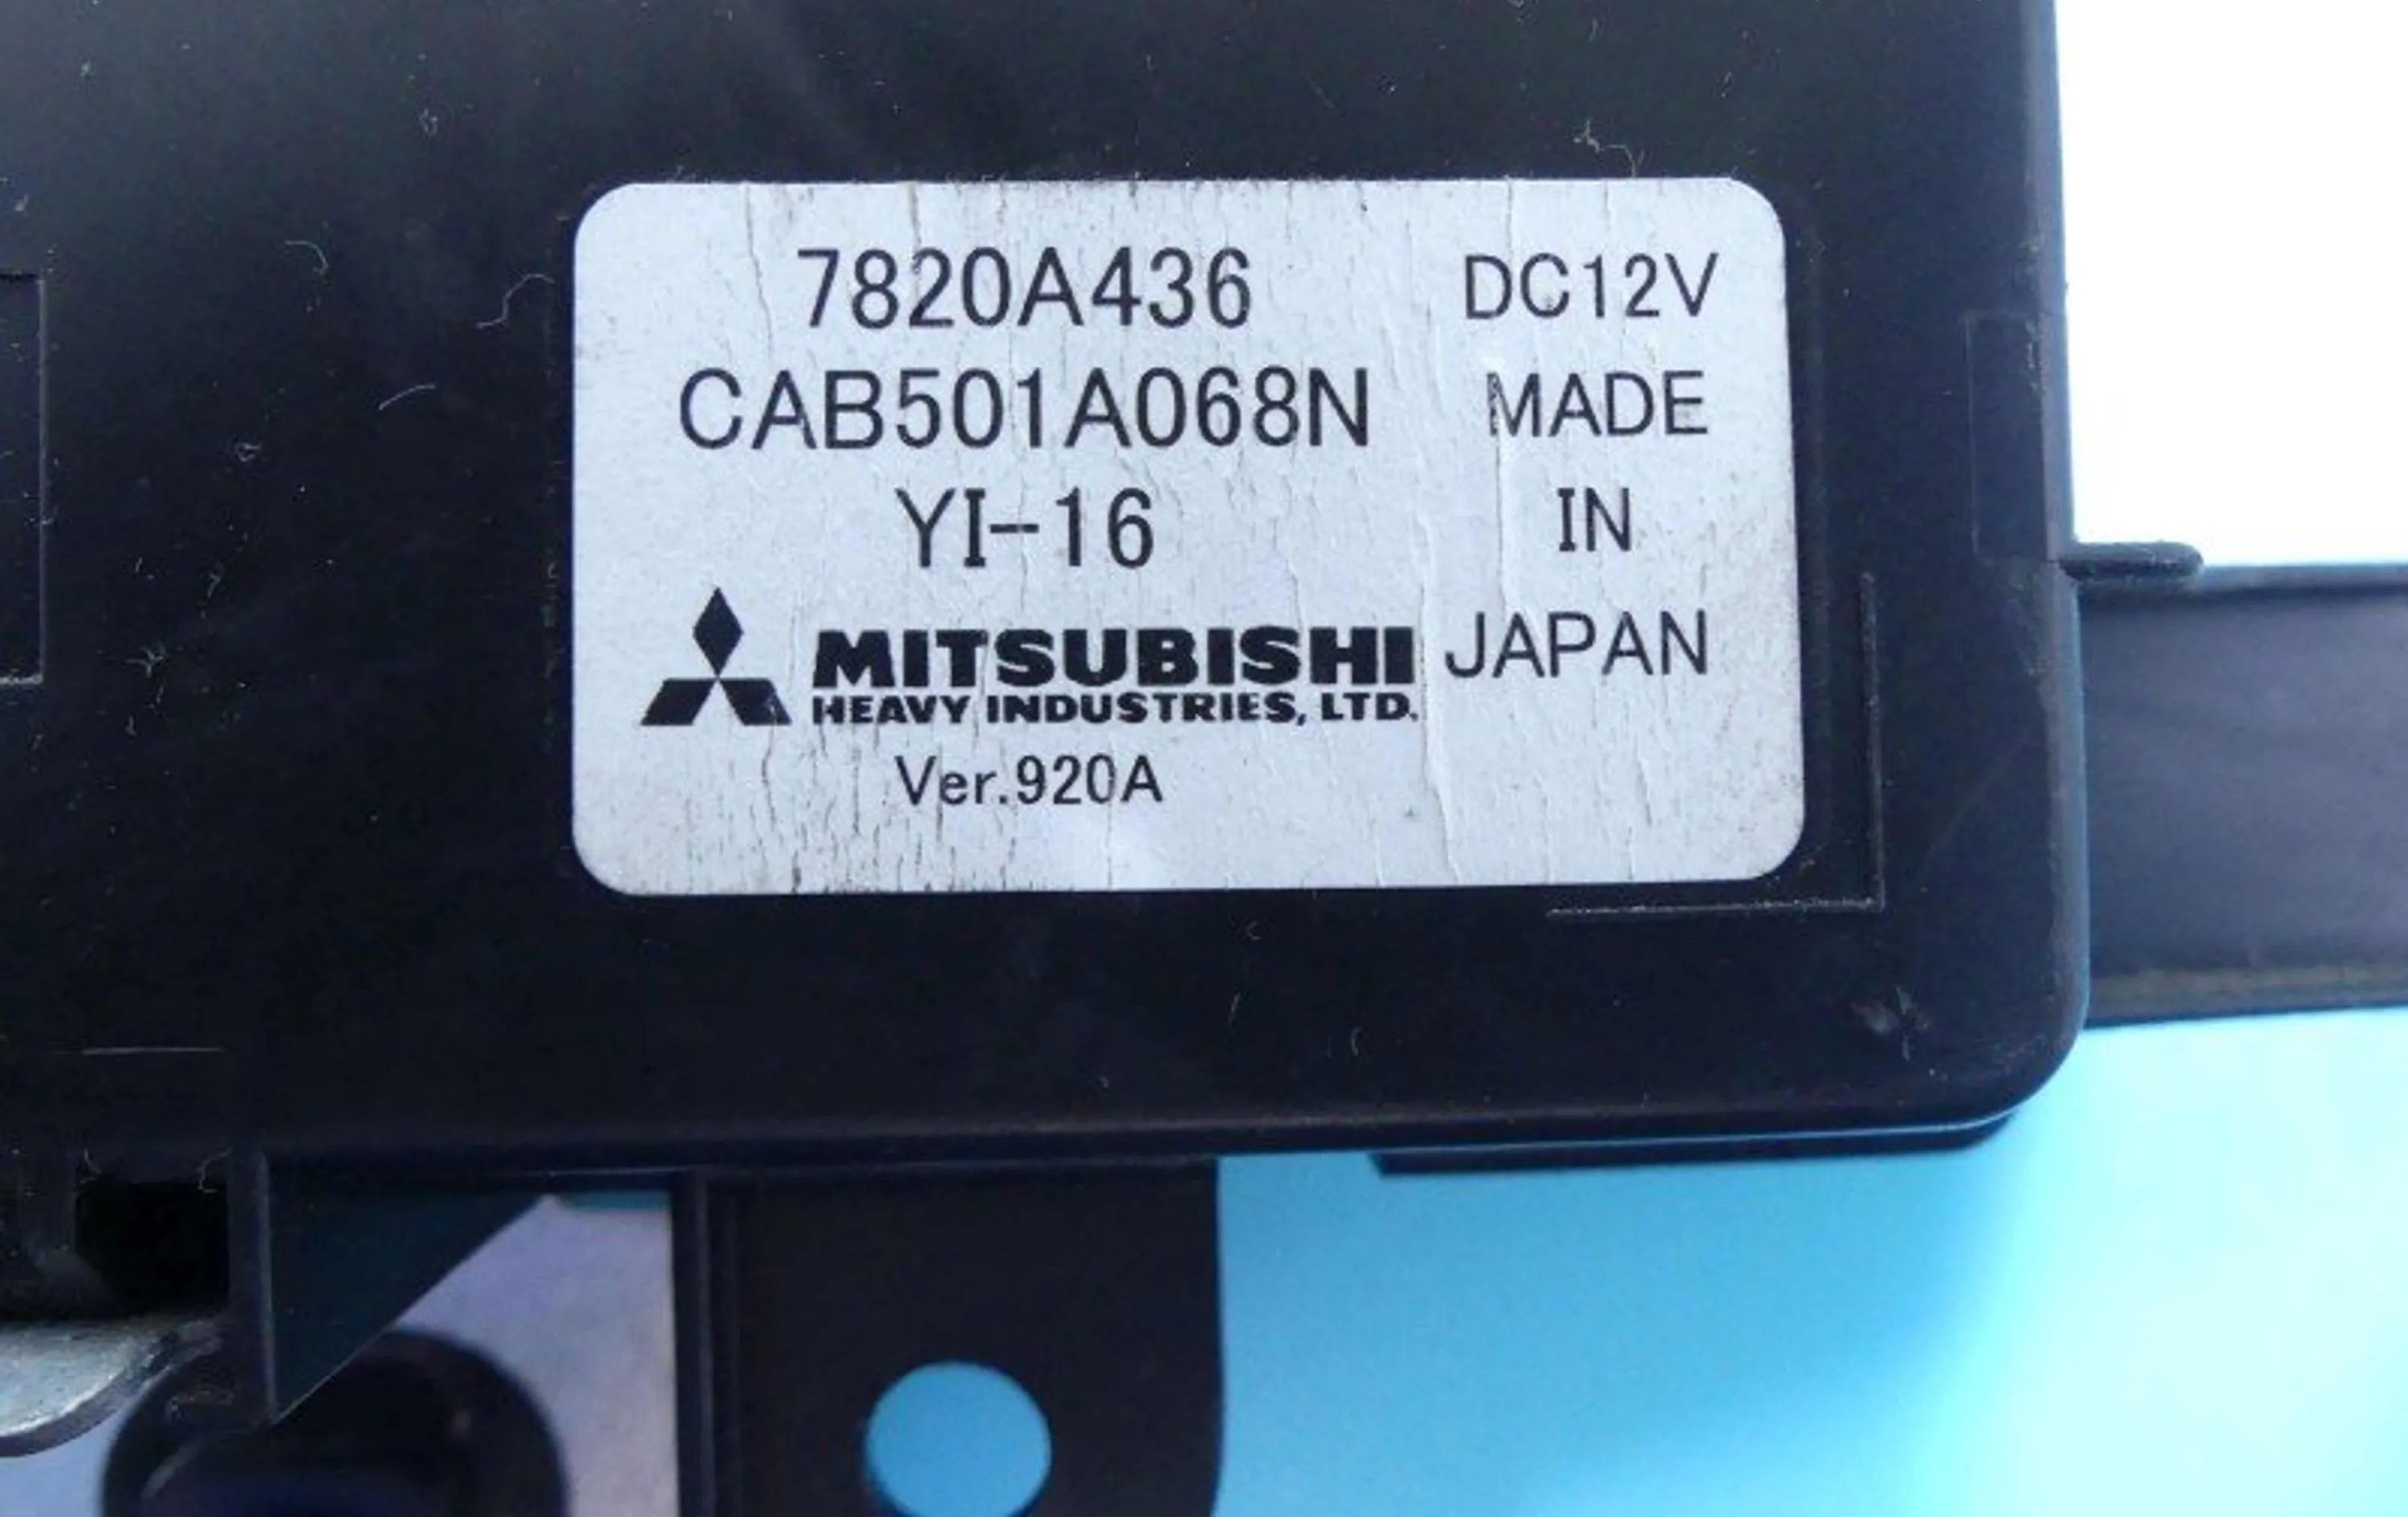 7820A436 DC12V
CAB501A068N MADE
YI-16 IN
MITSUBISHI JAPAN
HEAVY INDUSTRIES, LTD.
Ver.920A